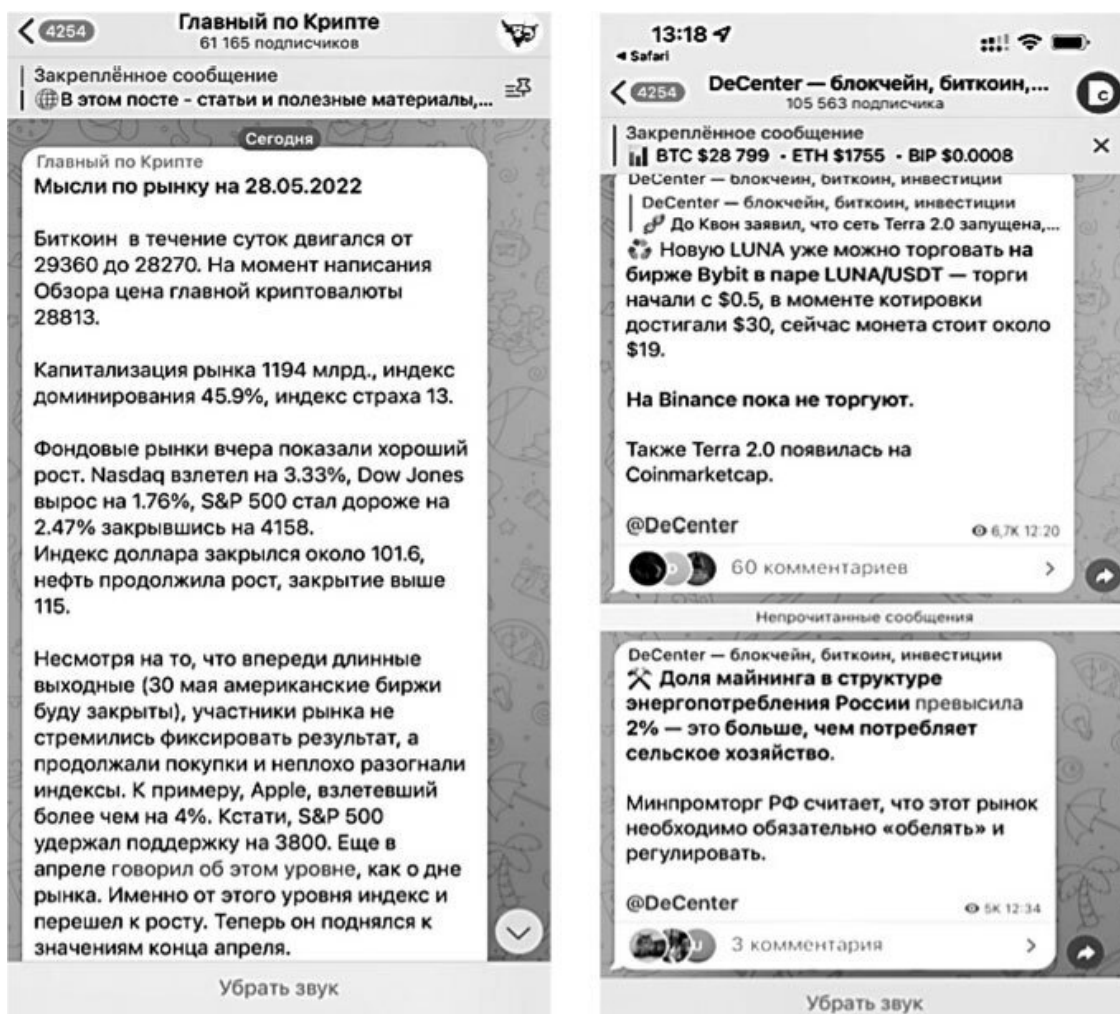 4254
Главный по Крипте
61 165 подписчиков
Закреплённое сообщение
В этом посте - статьи и полезные материалы,...
Сегодня
Главный по Крипте
Мысли по рынку на 28.05.2022
Биткоин в течение суток двигался от
29360 до 28270. На момент написания
Обзора цена главной криптовалюты
28813.
Капитализация рынка 1194 млрд., индекс
доминирования 45.9%, индекс страха 13.
Фондовые рынки вчера показали хороший
рост. Nasdaq взлетел на 3.33%, Dow Jones
вырос на 1.76%, S&P 500 стал дороже на
2.47% закрывшись на 4158.
Индекс доллара закрылся около 101.6,
нефть продолжила рост, закрытие выше
115.
Несмотря на то, что впереди длинные
выходные (30 мая американские биржи
буду закрыты), участники рынка не
стремились фиксировать результат, а
продолжали покупки и неплохо разогнали
индексы. К примеру, Apple, взлетевший
более чем на 4%. Кстати, S&P 500
удержал поддержку на 3800. Еще в
апреле говорил об этом уровне, как о дне
рынка. Именно от этого уровня индекс и
перешел к росту. Теперь он поднялся к
значениям конца апреля.
Убрать звук
13:18
Safari
4254
DeCenter — блокчейн, биткоин,...
105 563 подписчика
Закреплённое сообщение
BTC $28 799 - ETH $1755 - BIP $0.0008
DeCenter — блокчейн, биткоин, инвестиции
DeCenter — блокчейн, биткоин, инвестиции
До Квон заявил, что сеть Terra 2.0 запущена,...
Новую LUNA уже можно торговать на
бирже Bybit в паре LUNA/USDT — торги
начали с $0.5, в моменте котировки
достигали $30, сейчас монета стоит около
$19.
На Binance пока не торгуют.
Также Terra 2.0 появилась на
Coinmarketcap.
@DeCenter
6,7K 12:20
60 комментариев
Непрочитанные сообщения
DeCenter — блокчейн, биткоин, инвестиции
Доля майнинга в структуре
энергопотребления России превысила
2% — это больше, чем потребляет
сельское хозяйство.
Минпромторг РФ считает, что этот рынок
необходимо обязательно «обелять» и
регулировать.
@DeCenter
5K 12:34
3 комментария
Убрать звук